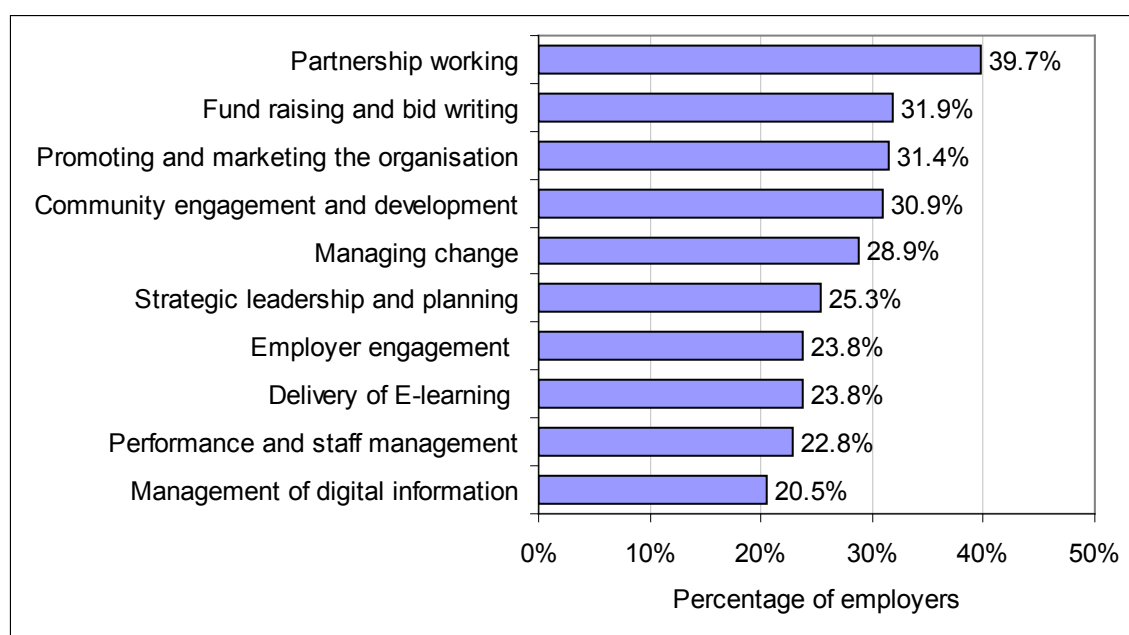 Partnership working 39.7%
Fund raising and bid writing 31.9%
Promoting and marketing the organisation 31.4%
Community engagement and development 30.9%
Managing change 28.9%
Strategic leadership and planning 25.3%
Employer engagement 23.8%
Delivery of E-learning 23.8%
Performance and staff management 22.8%
Management of digital information 20.5%
0% 10% 20% 30% 40% 50%
Percentage of employers